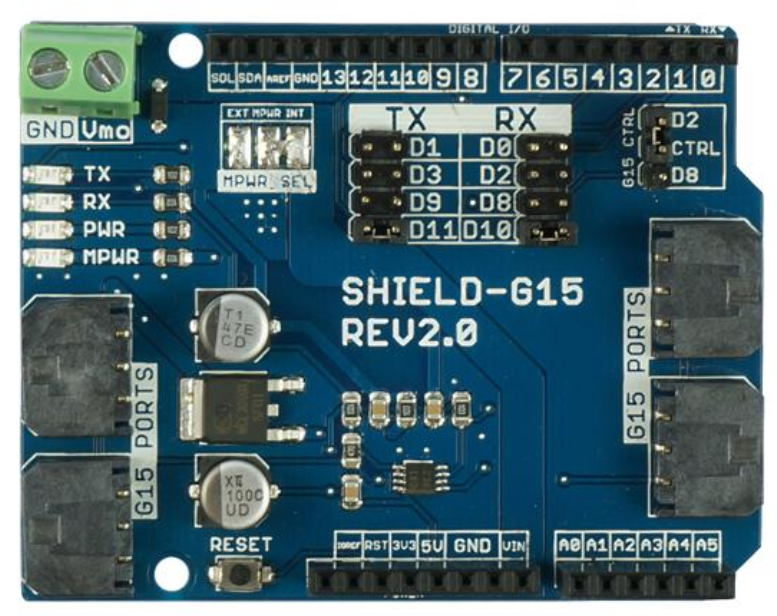 DIGITAL I/O
TX RX
SCL SDA AREF GND 13 12 11 10 9 8
7 6 5 4 3 2 1 0
GND Vmo
EXT MPWR INT
MPWR SEL
TX RX
D1 D0
D3 D2
D9 D8
D11 D10
G15 CTRL
D2
CTRL
D8
TX
RX
PWR
MPWR
SHIELD-G15
REV2.0
G15 PORTS
G15 PORTS
T1
47E
CD
100C
UD
RESET
IOREF RST 3V3 5V GND VIN
A0 A1 A2 A3 A4 A5